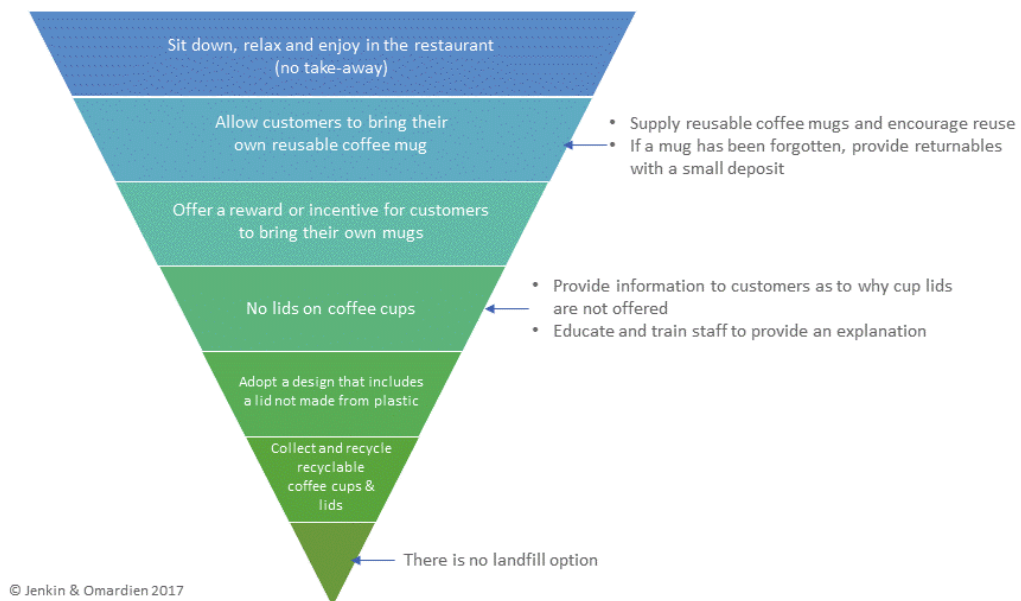 Sit down, relax and enjoy in the restaurant
(no take-away)
Allow customers to bring their
own reusable coffee mug
• Supply reusable coffee mugs and encourage reuse
• If a mug has been forgotten, provide returnables
with a small deposit
Offer a reward or incentive for customers
to bring their own mugs
No lids on coffee cups
• Provide information to customers as to why cup lids
are not offered
• Educate and train staff to provide an explanation
Adopt a design that includes
a lid not made from plastic
Collect and recycle
recyclable
coffee cups &
lids
There is no landfill option
© Jenkin & Omardien 2017